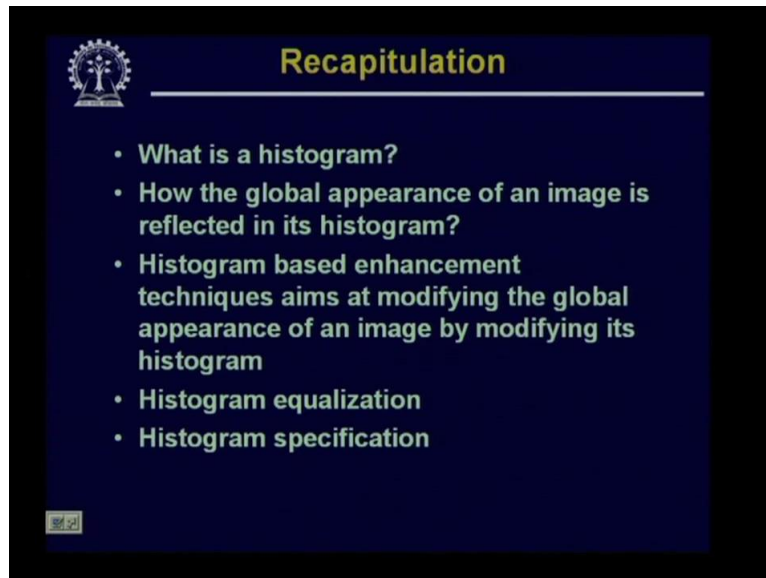 Recapitulation
• What is a histogram?
• How the global appearance of an image is
reflected in its histogram?
• Histogram based enhancement
techniques aims at modifying the global
appearance of an image by modifying its
histogram
• Histogram equalization
• Histogram specification